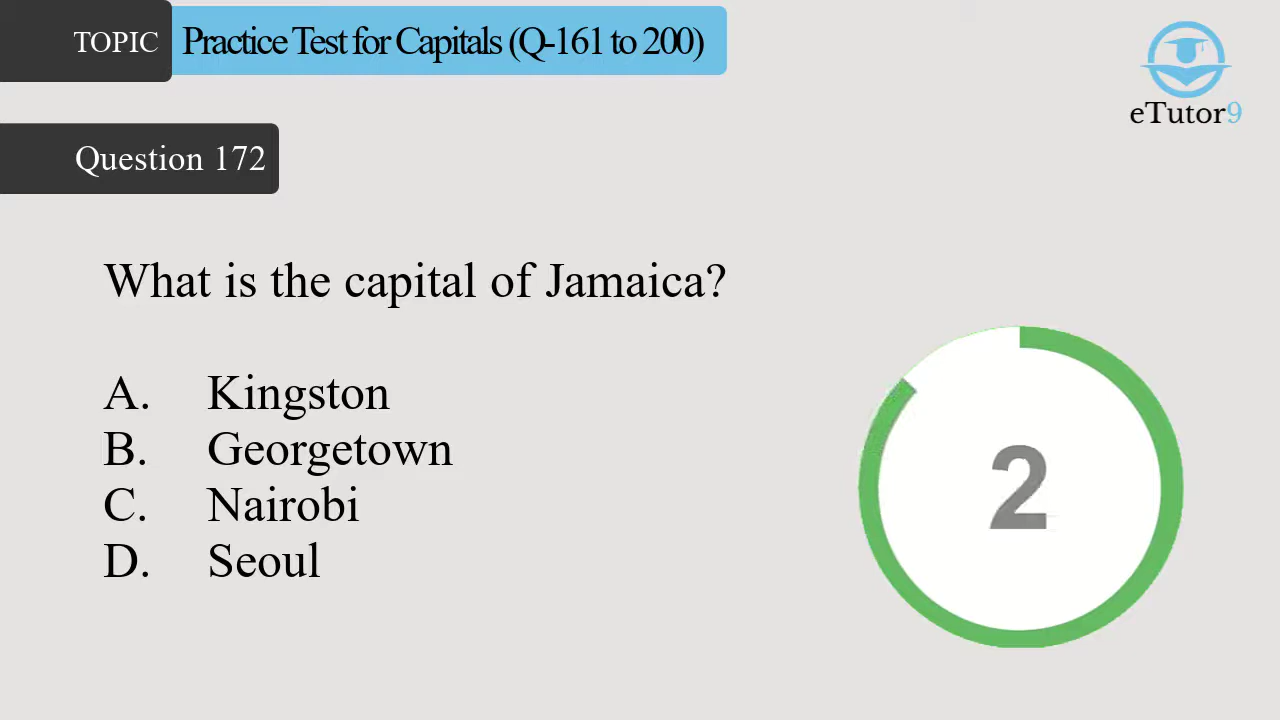 TOPIC
Practice Test for Capitals (Q-161 to 200)
eTutor9
Question 172
What is the capital of Jamaica?
A. Kingston
B. Georgetown
C. Nairobi
D. Seoul
2